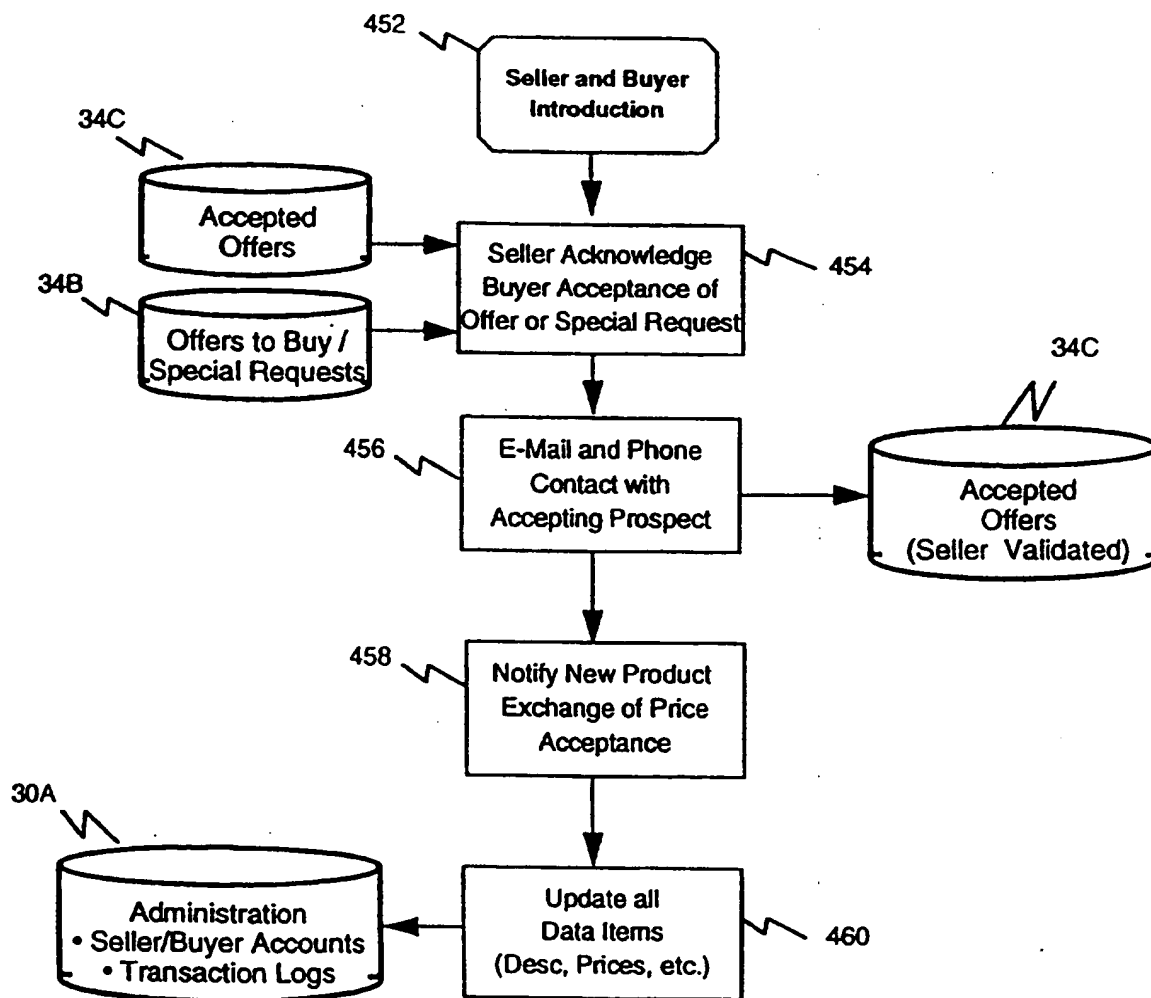 452
Seller and Buyer
Introduction
34C
Accepted
Offers
34B
Offers to Buy /
Special Requests
Seller Acknowledge
Buyer Acceptance of
Offer or Special Request
454
34C
456
E-Mail and Phone
Contact with
Accepting Prospect
Accepted
Offers
(Seller Validated)
458
Notify New Product
Exchange of Price
Acceptance
30A
Administration
• Seller/Buyer Accounts
• Transaction Logs
Update all
Data Items
(Desc, Prices, etc.)
460